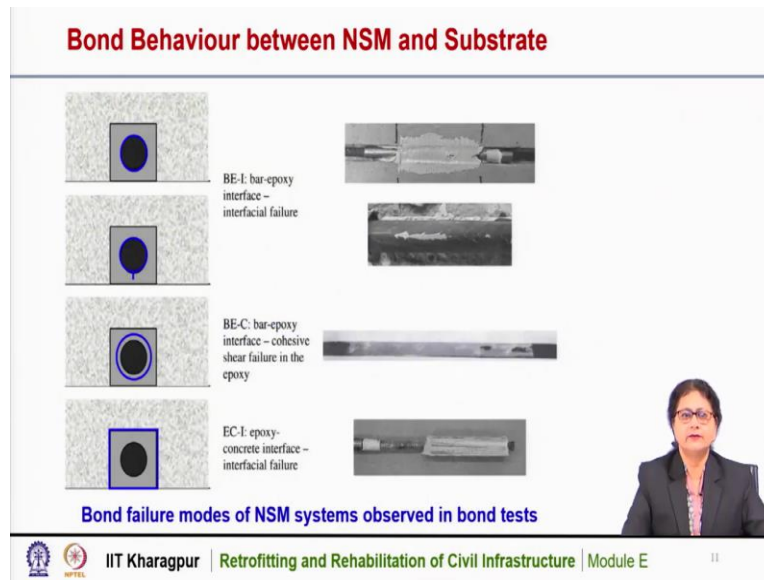 Bond Behaviour between NSM and Substrate
BE-I: bar-epoxy
interface –
interfacial failure
BE-C: bar-epoxy
interface – cohesive
shear failure in the
epoxy
EC-I: epoxy-
concrete interface –
interfacial failure
Bond failure modes of NSM systems observed in bond tests
NPTEL
IIT Kharagpur | Retrofitting and Rehabilitation of Civil Infrastructure | Module E
11